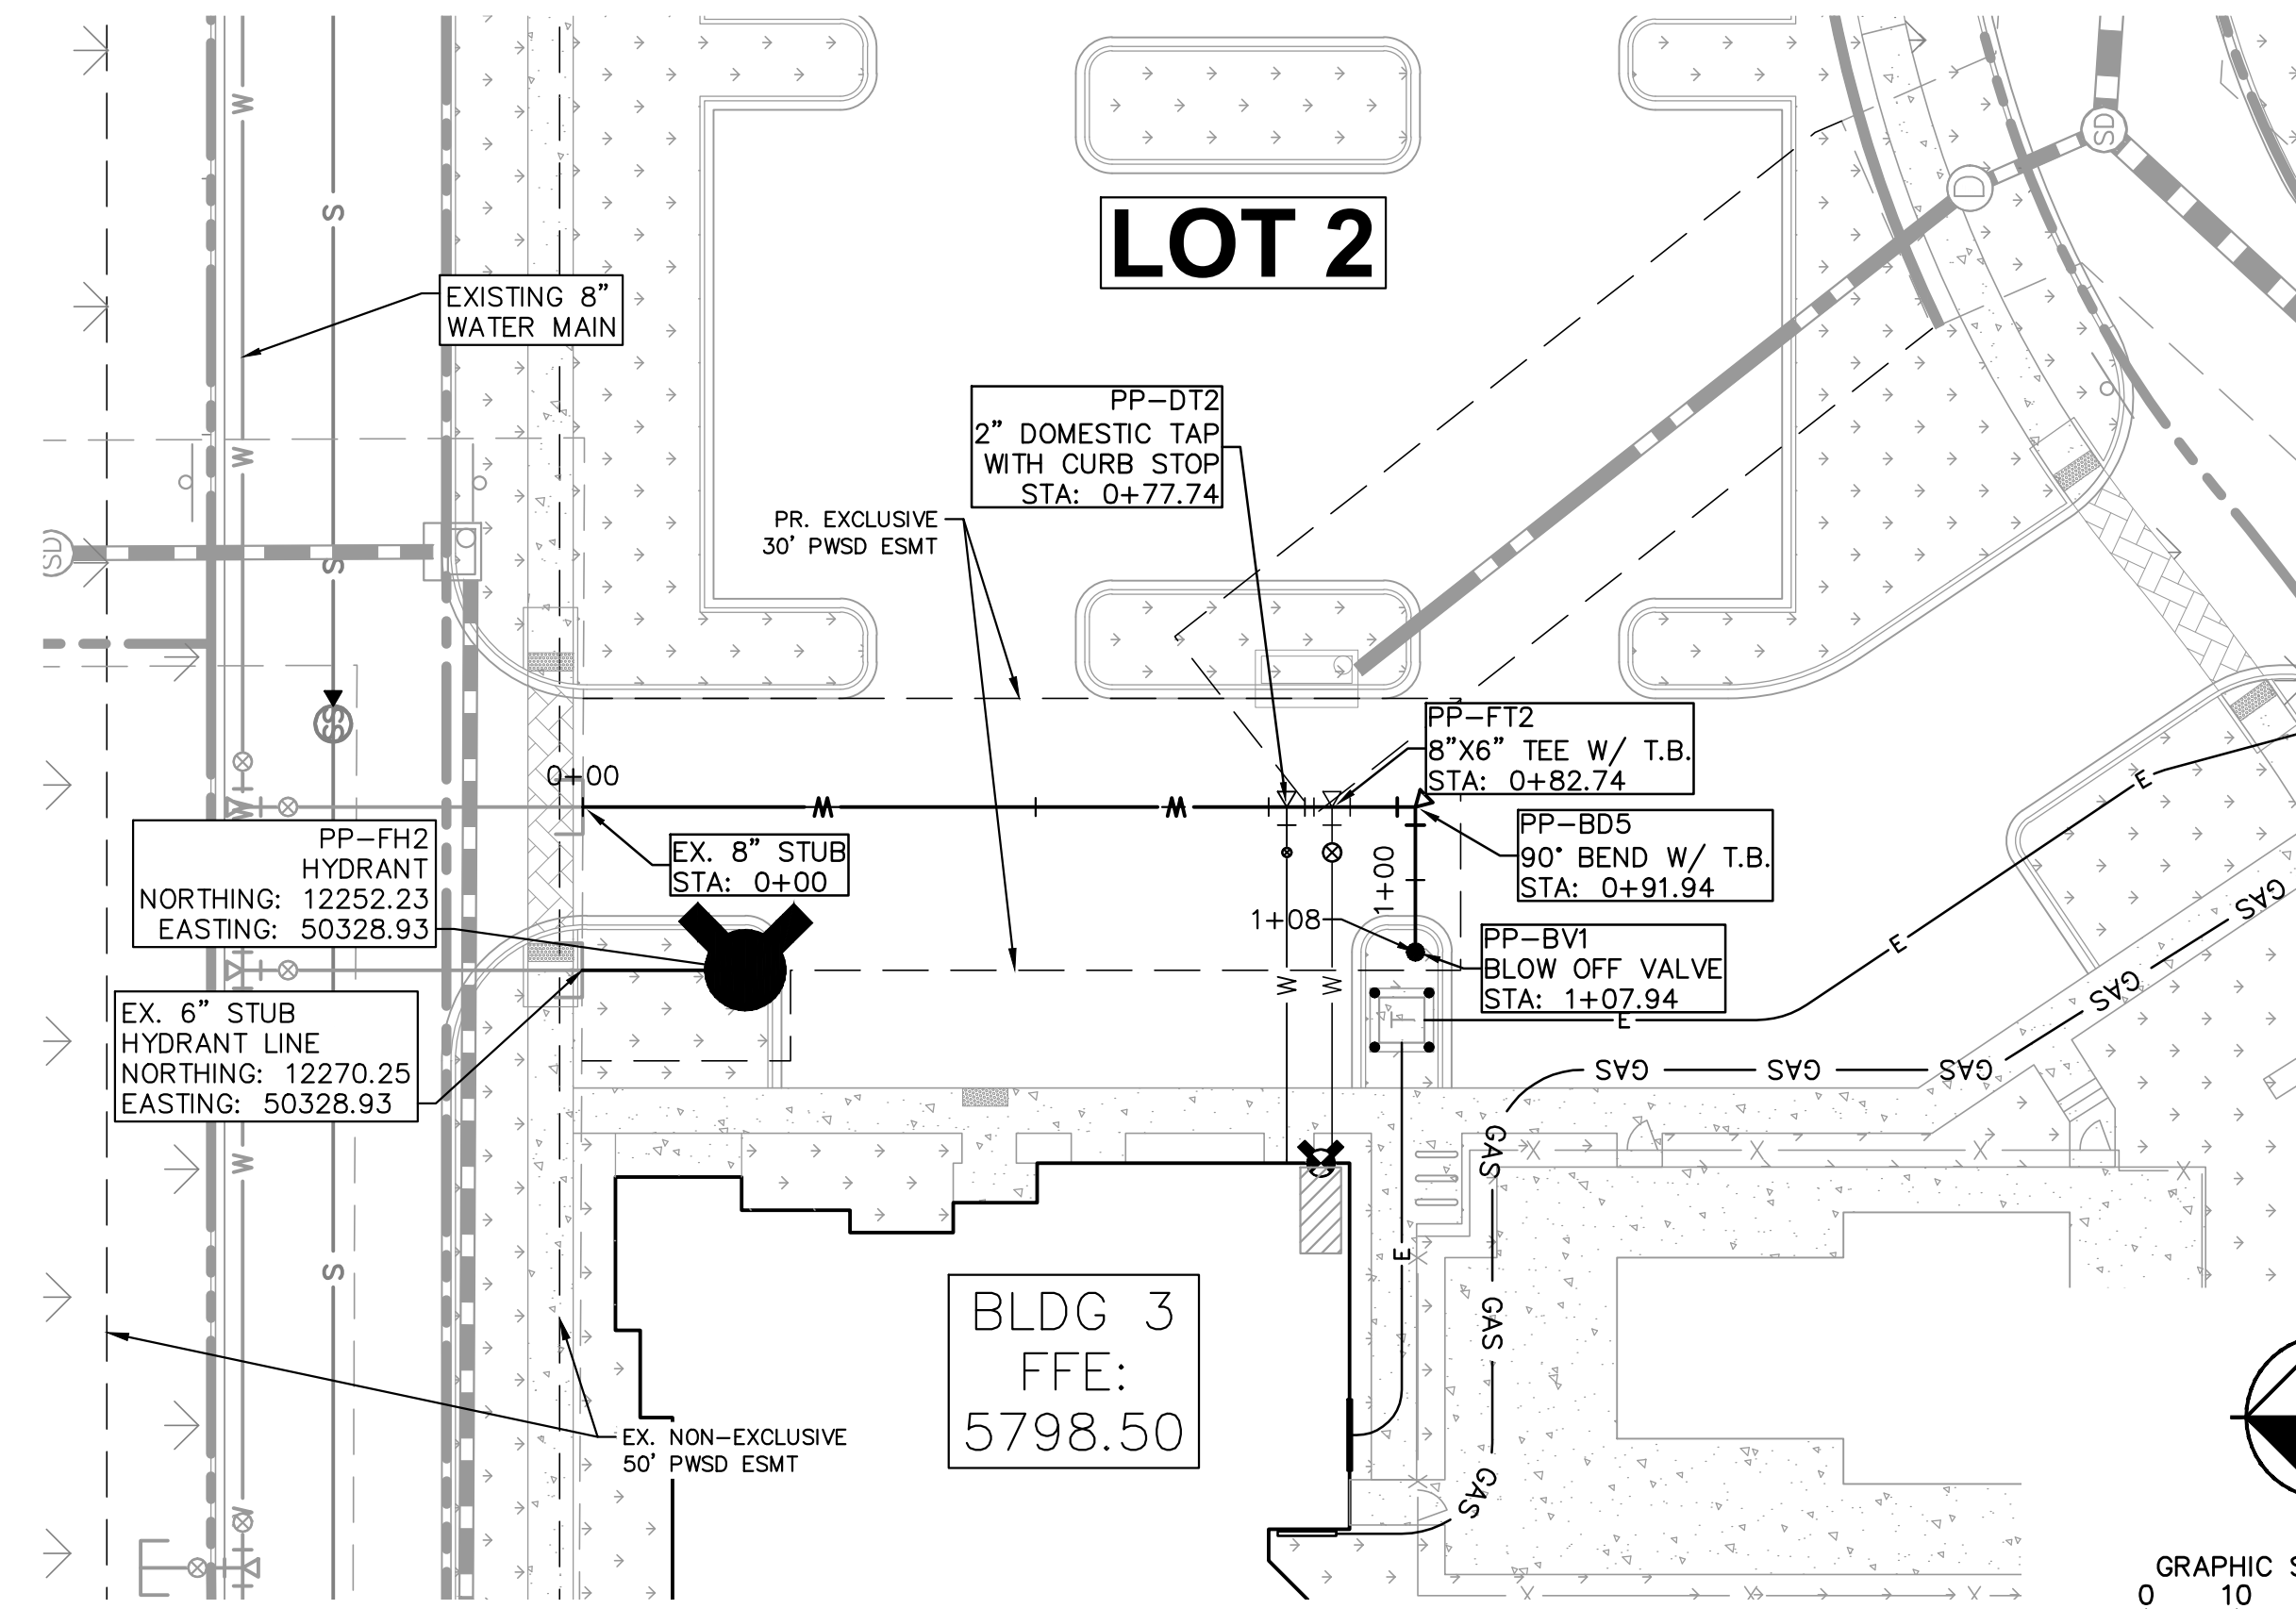 LOT 2
W
S
SD
D
EXISTING 8”
WATER MAIN
PP-DT2
2” DOMESTIC TAP
WITH CURB STOP
STA: 0+77.74
W
PR. EXCLUSIVE
30' PWSD ESMT
SD
S
SS
PP-FT2
8”X6” TEE W/ T.B.
STA: 0+82.74
0+00
W
W
W
E
PP-FH2
HYDRANT
NORTHING: 12252.23
EASTING: 50328.93
EX. 8” STUB
STA: 0+00
PP-BD5
90° BEND W/ T.B.
STA: 0+91.94
1+00
1+08
GAS
E
PP-BV1
BLOW OFF VALVE
STA: 1+07.94
W
W
GAS
EX. 6” STUB
HYDRANT LINE
NORTHING: 12270.25
EASTING: 50328.93
T
E
GAS
GAS
GAS
W
GAS
S
E
BLDG 3
FFE:
5798.50
GAS
EX. NON-EXCLUSIVE
50' PWSD ESMT
GAS
W
GRAPHIC
0 10